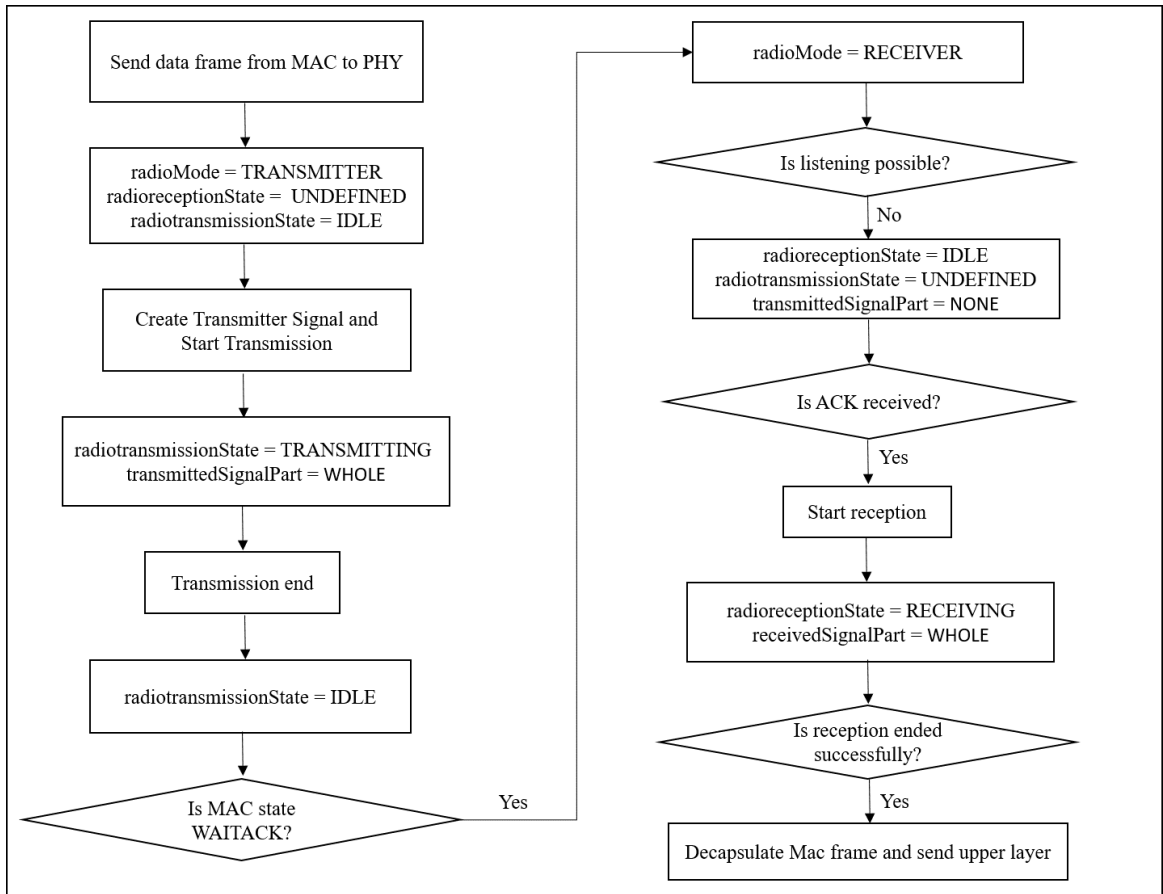 Send data frame from MAC to PHY
radioMode = TRANSMITTER
radioreceptionState = UNDEFINED
radiotransmissionState = IDLE
Create Transmitter Signal and
Start Transmission
radiotransmissionState = TRANSMITTING
transmittedSignalPart = WHOLE
Transmission end
radiotransmissionState = IDLE
Is MAC state
WAITACK?
Yes
radioMode = RECEIVER
Is listening possible?
No
radioreceptionState = IDLE
radiotransmissionState = UNDEFINED
transmittedSignalPart = NONE
Is ACK received?
Yes
Start reception
radioreceptionState = RECEIVING
receivedSignalPart = WHOLE
Is reception ended
successfully?
Yes
Decapsulate Mac frame and send upper layer